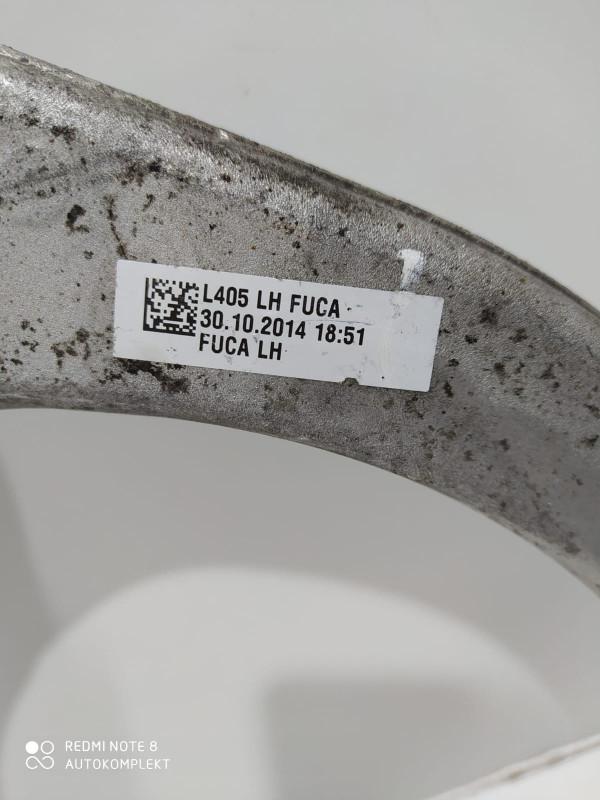 L405 LH FUCA
30.10.2014 18:51
FUCA LH
REDMI NOTE 8
AUTOKOMPLEKT